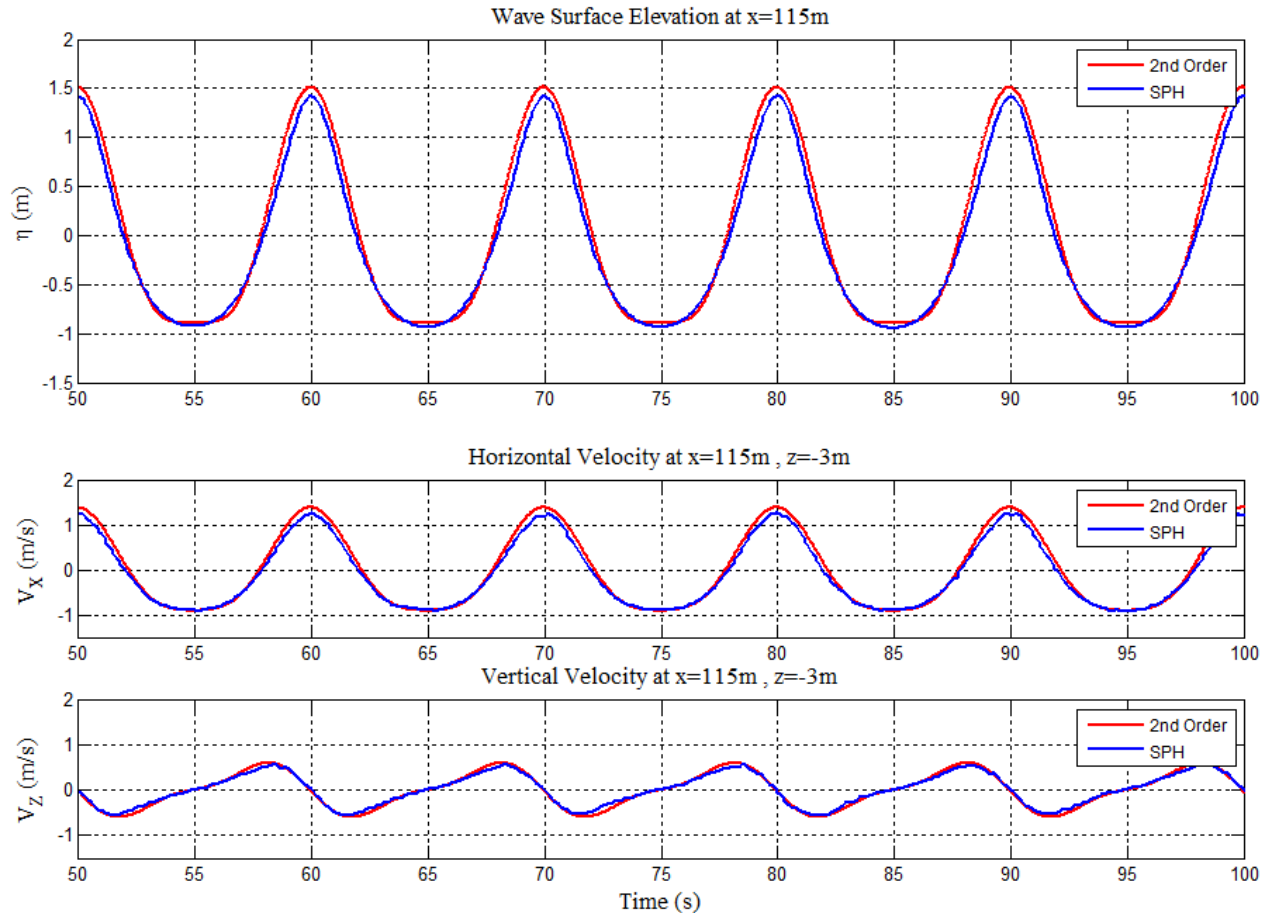 Wave Surface Elevation at x=115m
2
1.5
1
0.5
0
-0.5
-1
-1.5
η (m)
2nd Order
SPH
50 55 60 65 70 75 80 85 90 95 100
Horizontal Velocity at x=115m , z=-3m
2
1
0
-1
V_X (m/s)
2nd Order
SPH
50 55 60 65 70 75 80 85 90 95 100
Vertical Velocity at x=115m , z=-3m
2
1
0
-1
V_Z (m/s)
2nd Order
SPH
50 55 60 65 70 75 80 85 90 95 100
Time (s)